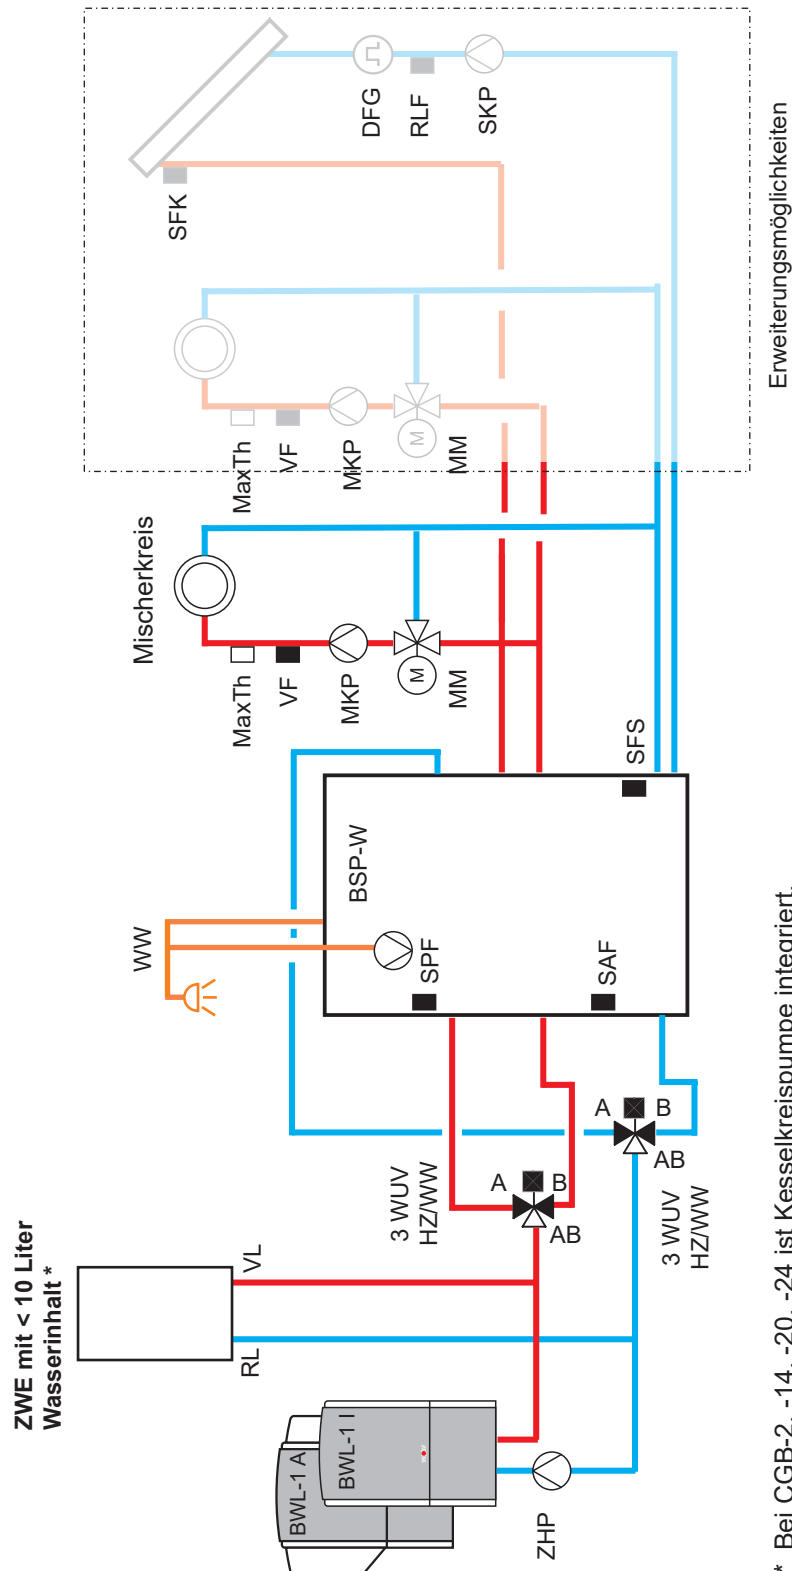 ZWE mit < 10 Liter
Wasserinhalt *
RL
VL
BWL-1 A
BWL-1 I
ZHP
3 WUV
HZ/WW
A
B
AB
3 WUV
HZ/WW
A
B
AB
WW
BSP-W
SPF
SAF
SFS
Mischerkreis
MaxTh
VF
MKP
MM
M
MaxTh
VF
MKP
MM
M
SFK
DFG
RLF
SKP
Erweiterungsmöglichkeiten
* Bei CGB-2, -14, -20, -24 ist Kesselkreispumpe integriert.